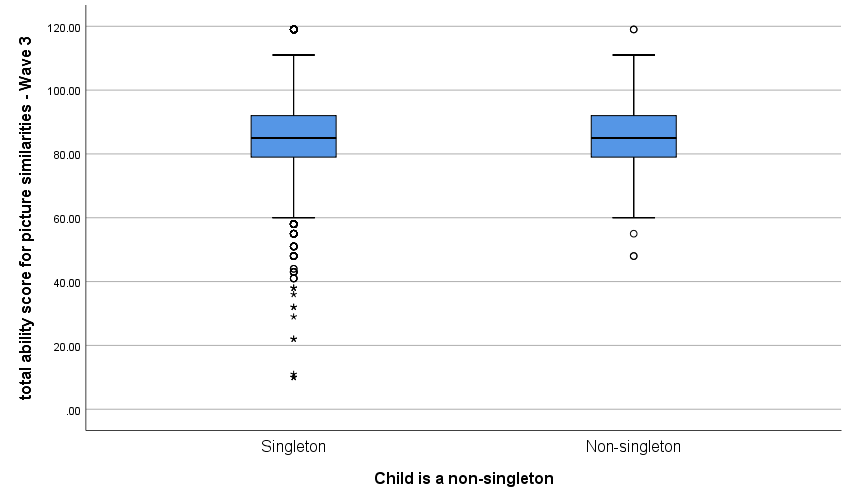 total ability score for picture similarities - Wave 3
120.00
100.00
80.00
60.00
40.00
20.00
.00
Singleton
Non-singleton
Child is a non-singleton